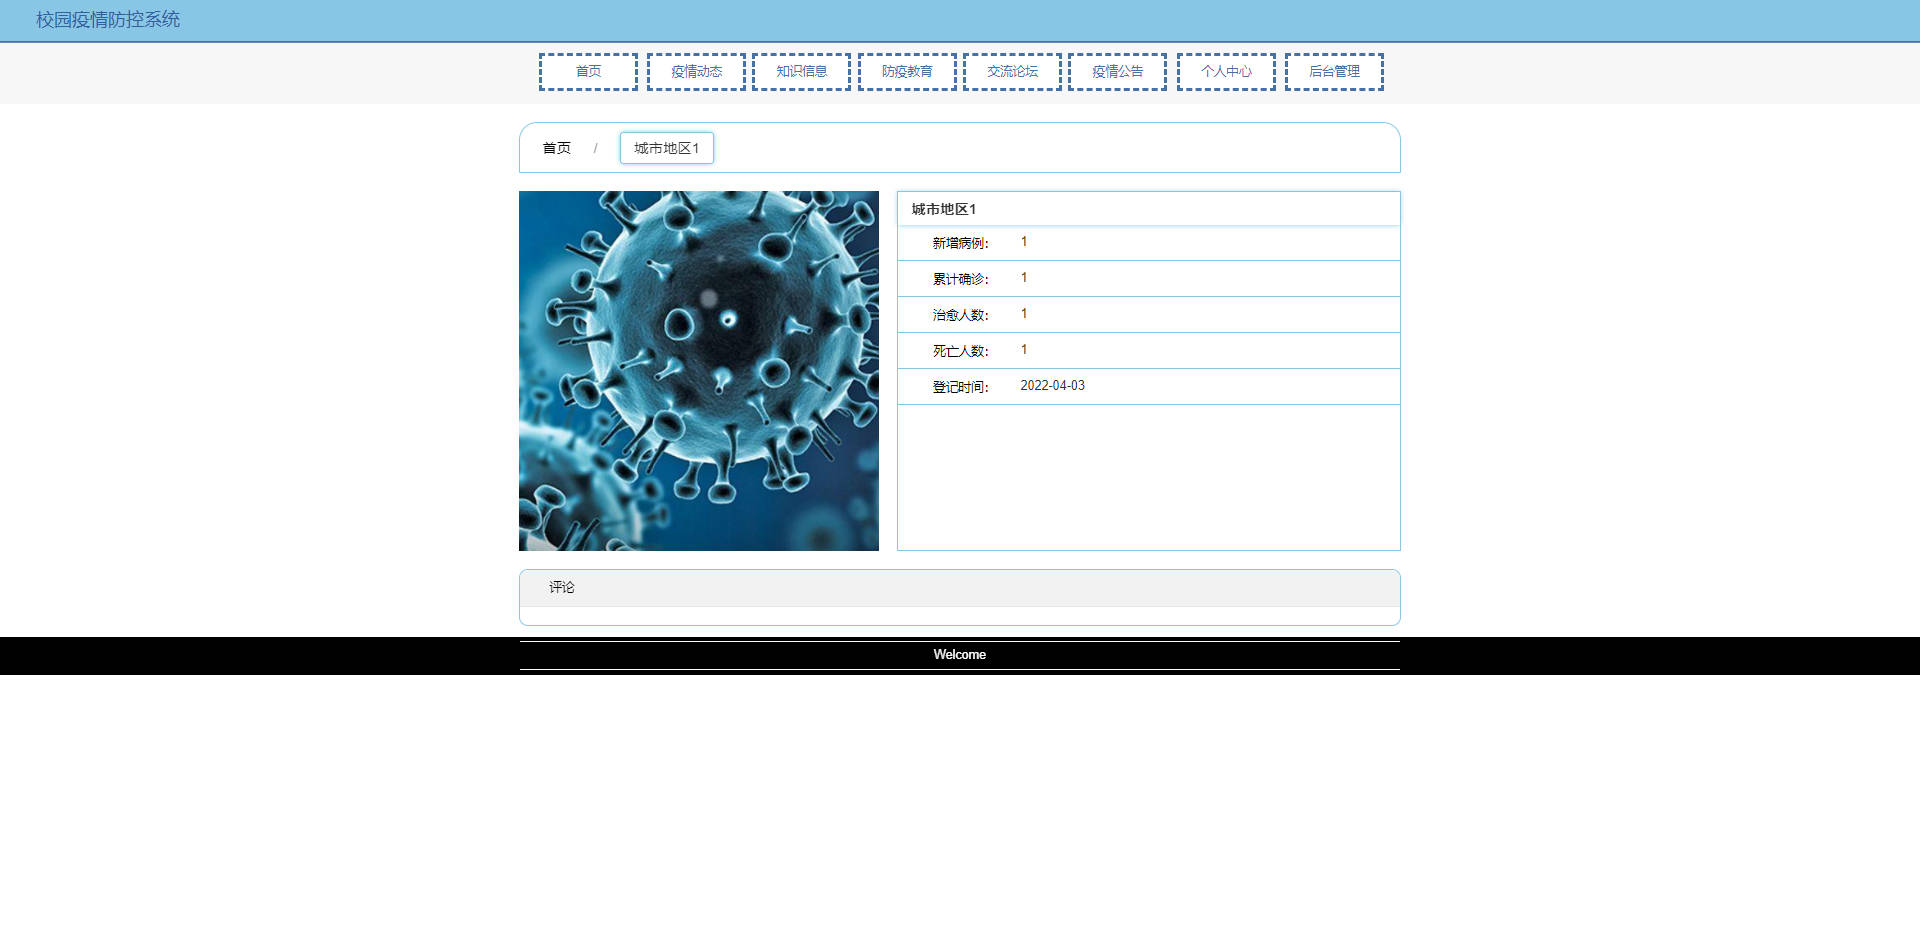 校园疫情防控系统
首页 疫情动态 知识信息 防疫教育 交流论坛 疫情公告 个人中心 后台管理
首页 / 城市地区1
城市地区1
新增病例： 1
累计确诊： 1
治愈人数： 1
死亡人数： 1
登记时间： 2022-04-03
评论
Welcome